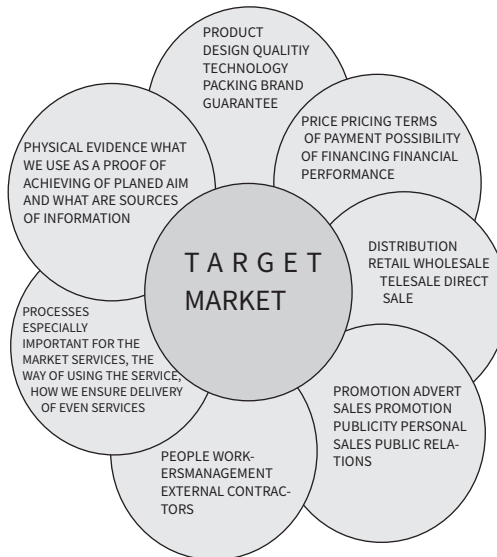 PRODUCT
DESIGN QUALITIY
TECHNOLOGY
PACKING BRAND
GUARANTEE
PRICE PRICING TERMS
OF PAYMENT POSSIBILITY
OF FINANCING FINANCIAL
PERFORMANCE
DISTRIBUTION
RETAIL WHOLESALE
TELESALE DIRECT
SALE
PROMOTION ADVERT
SALES PROMOTION
PUBLICITY PERSONAL
SALES PUBLIC RELA-
TIONS
PEOPLE WORK-
ERSMANAGEMENT
EXTERNAL CONTRAC-
TORS
PROCESSES
ESPECIALLY
IMPORTANT FOR THE
MARKET SERVICES, THE
WAY OF USING THE SERVICE,
HOW WE ENSURE DELIVERY
OF EVEN SERVICES
PHYSICAL EVIDENCE WHAT
WE USE AS A PROOF OF
ACHIEVING OF PLANED AIM
AND WHAT ARE SOURCES
OF INFORMATION
TARGET
MARKET